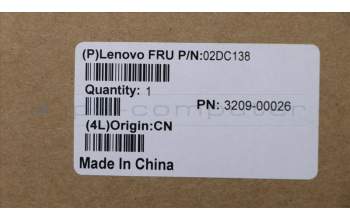 (P)Lenovo FRU P/N:02DC138
Quantity: 1
PN: 3209-00026
(4L)Origin:CN
Made In China